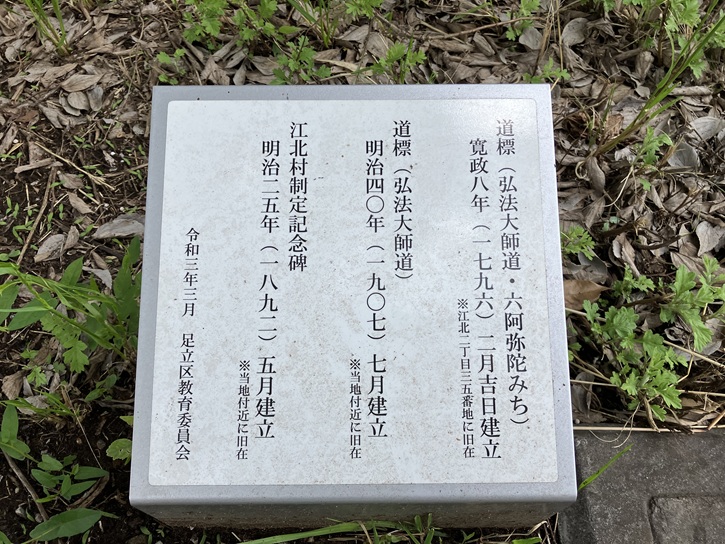 道標（弘法大師道・六阿弥陀みち）
寛政八年（一七九六）二月吉日建立
※江北二丁目三五番地に旧在
道標（弘法大師道）
明治四〇年（一九〇七）七月建立
※当地付近に旧在
江北村制定記念碑
明治二五年（一八九二）五月建立
※当地付近に旧在
令和三年三月　足立区教育委員会